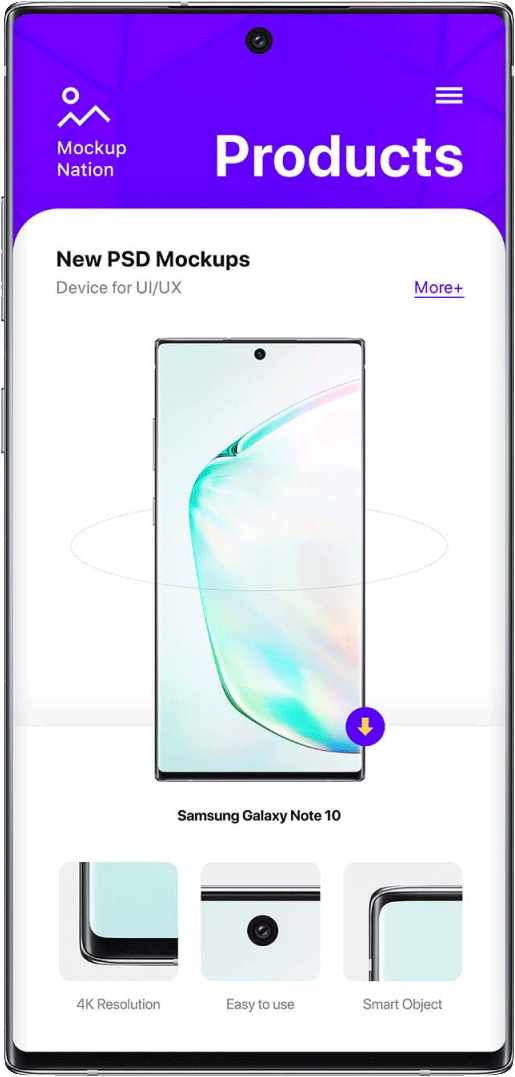 Mockup
Nation
Products
New PSD Mockups
Device for UI/UX
More+
Samsung Galaxy Note 10
4K Resolution
Easy to use
Smart Object